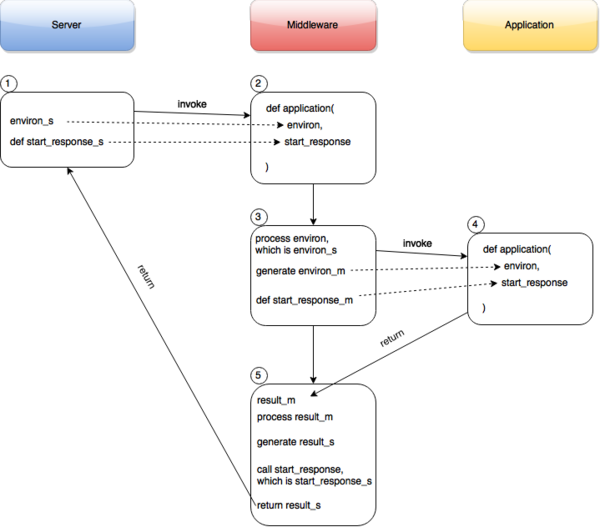 Server
Middleware
Application
1
environ_s
def start_response_s
invoke
2
def application(
environ,
start_response
)
3
process environ,
which is environ_s
generate environ_m
def start_response_m
invoke
4
def application(
environ,
start_response
)
return
return
5
result_m
process result_m
generate result_s
call start_response,
which is start_response_s
return result_s